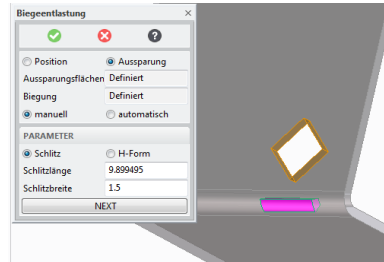 Biegeentlastung
Position Aussparung
Aussparungsflächen Definiert
Biegung Definiert
manuell automatisch
PARAMETER
Schlitz H-Form
Schlitzlänge 9.899495
Schlitzbreite 1.5
NEXT